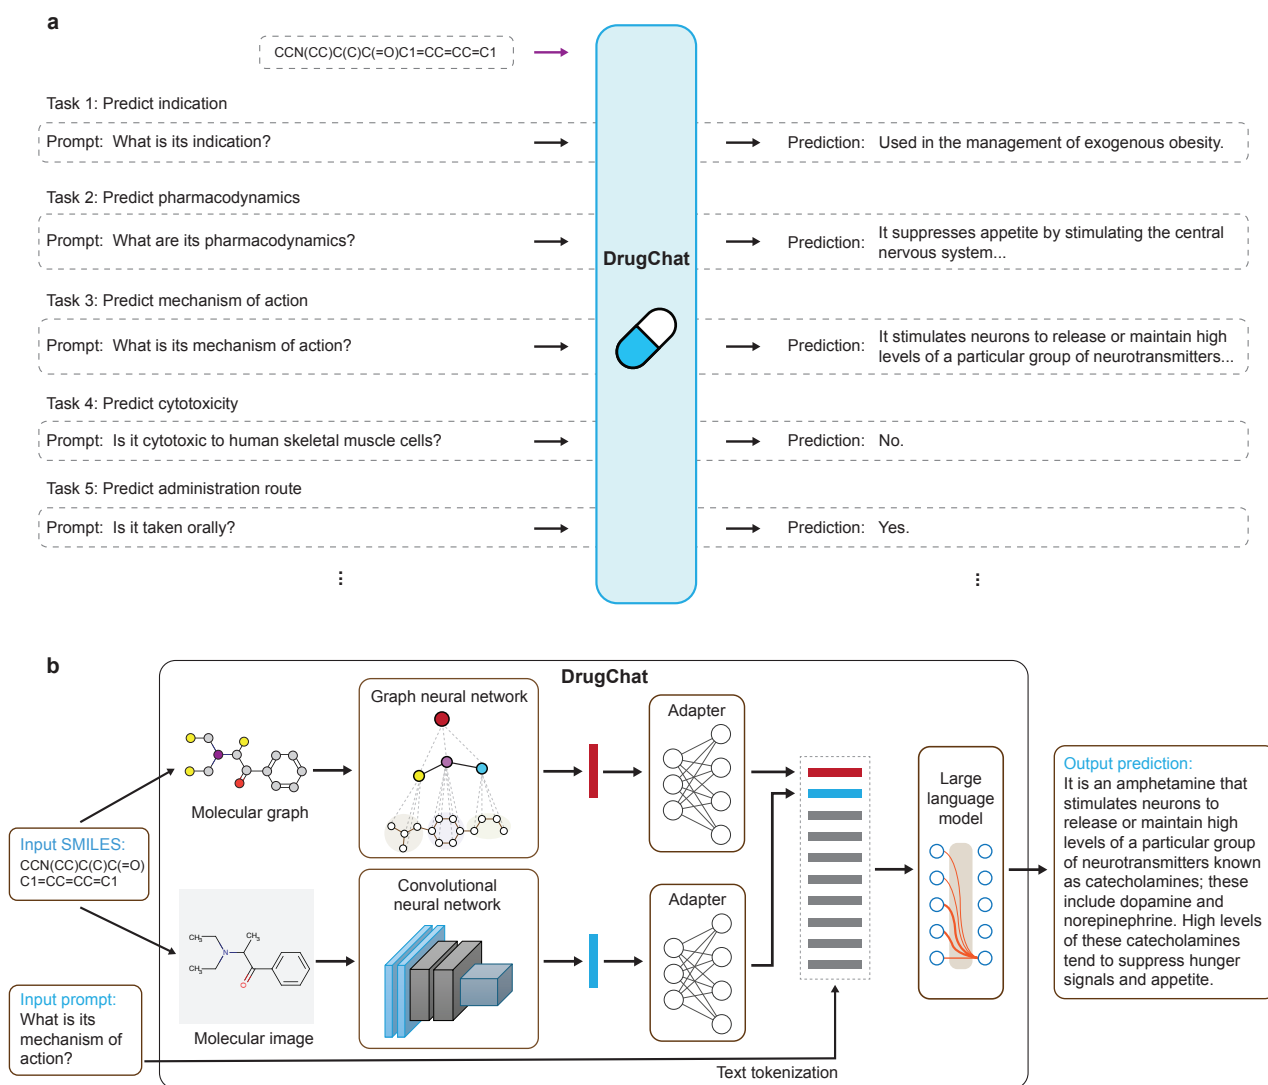 a
CCN(CC)C(C)C(=O)C1=CC=CC=C1
Task 1: Predict indication
Prompt: What is its indication?
Prediction: Used in the management of exogenous obesity.
Task 2: Predict pharmacodynamics
Prompt: What are its pharmacodynamics?
Prediction: It suppresses appetite by stimulating the central
nervous system...
DrugChat
Task 3: Predict mechanism of action
Prompt: What is its mechanism of action?
Prediction: It stimulates neurons to release or maintain high
levels of a particular group of neurotransmitters...
Task 4: Predict cytotoxicity
Prompt: Is it cytotoxic to human skeletal muscle cells?
Prediction: No.
Task 5: Predict administration route
Prompt: Is it taken orally?
Prediction: Yes.
...
...
b
DrugChat
Molecular graph
Graph neural network
Adapter
Input SMILES:
CCN(CC)C(C)C(=O)
C1=CC=CC=C1
CH₃
CH₃
N
CH₃
O
Molecular image
Convolutional
neural network
Adapter
Input prompt:
What is its
mechanism of
action?
Text tokenization
Large
language
model
Output prediction:
It is an amphetamine that
stimulates neurons to
release or maintain high
levels of a particular group
of neurotransmitters known
as catecholamines; these
include dopamine and
norepinephrine. High levels
of these catecholamines
tend to suppress hunger
signals and appetite.